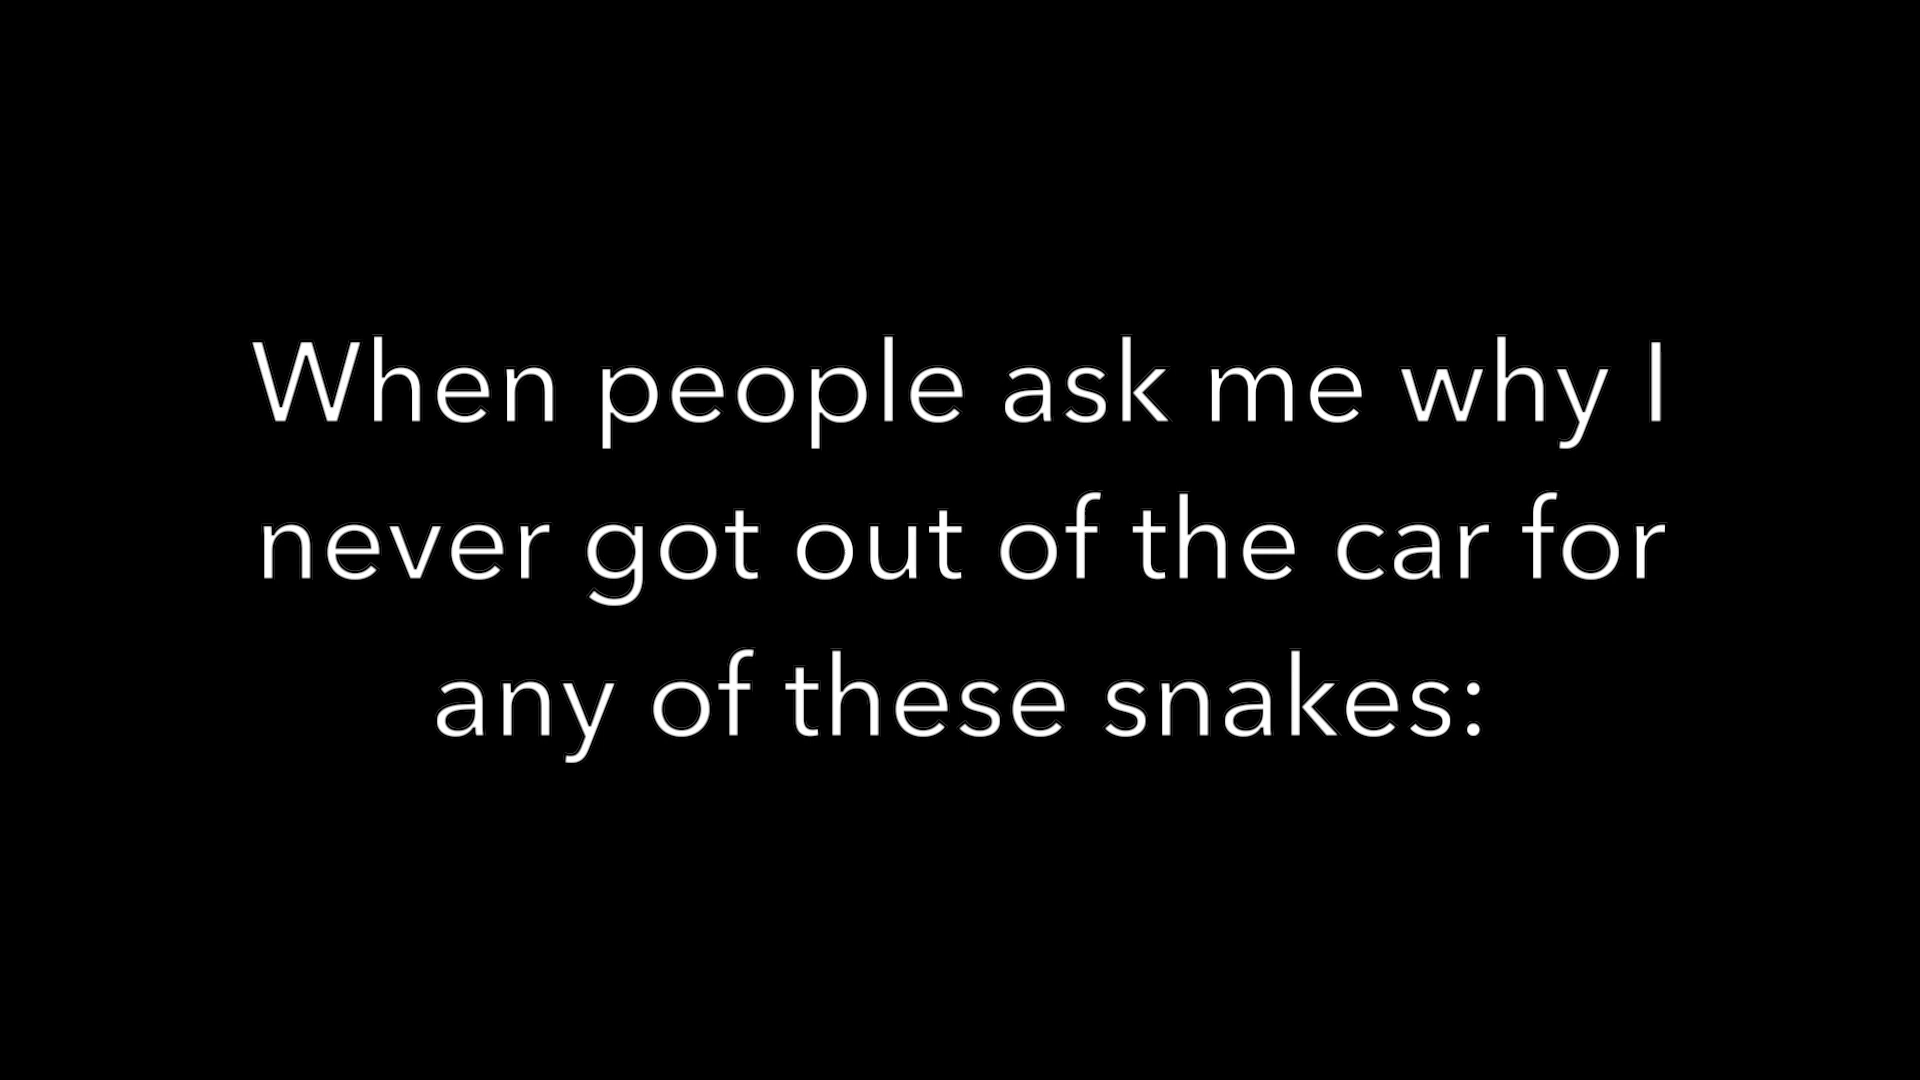 When people ask me why I
never got out of the car for
any of these snakes: